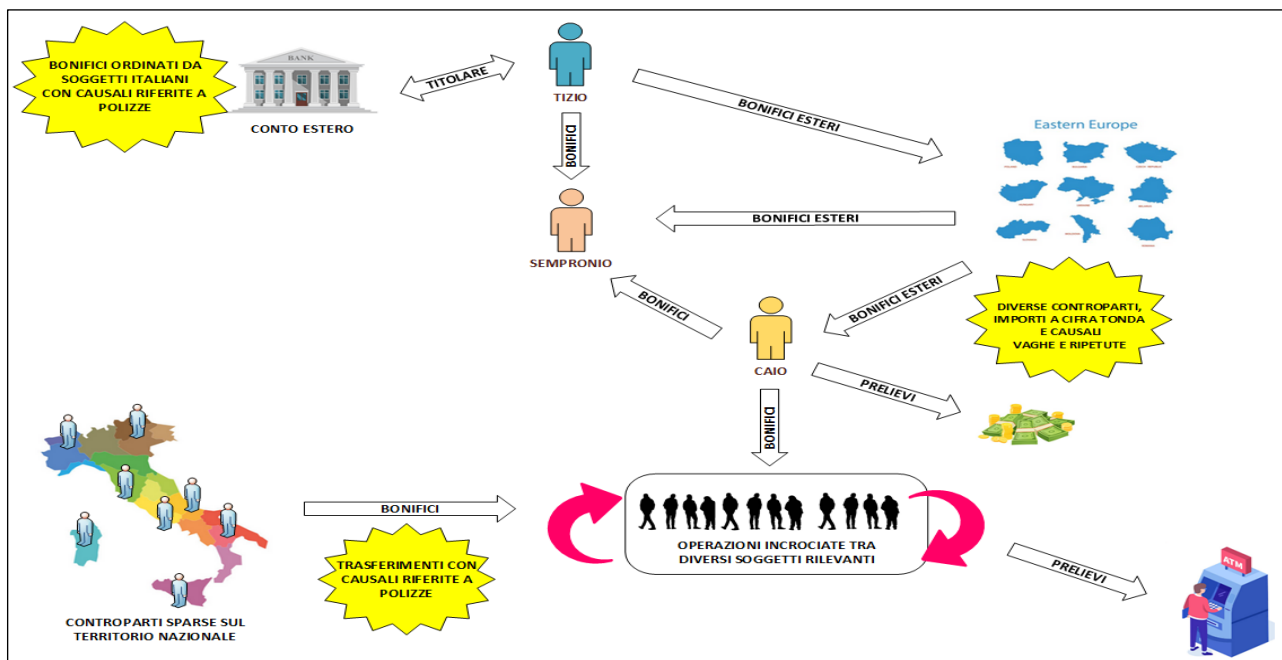 BONIFICI ORDINATI DA
SOGGETTI ITALIANI
CON CAUSALI RIFERITE A
POLIZZE
BANK
CONTO ESTERO
TITOLARE
TIZIO
BONIFICI ESTERI
BONIFICI
Eastern Europe
SEMPRONIO
BONIFICI ESTERI
BONIFICI
BONIFICI ESTERI
DIVERSE CONTROPARTI,
IMPORTI A CIFRA TONDA
E CAUSALI
VAGHE E RIPETUTE
CAIO
PRELIEVI
BONIFICI
CONTROPARTI SPARSE SUL
TERRITORIO NAZIONALE
BONIFICI
TRASFERIMENTI CON
CAUSALI RIFERITE A
POLIZZE
OPERAZIONI INCROCIATE TRA
DIVERSI SOGGETTI RILEVANTI
PRELIEVI
ATM